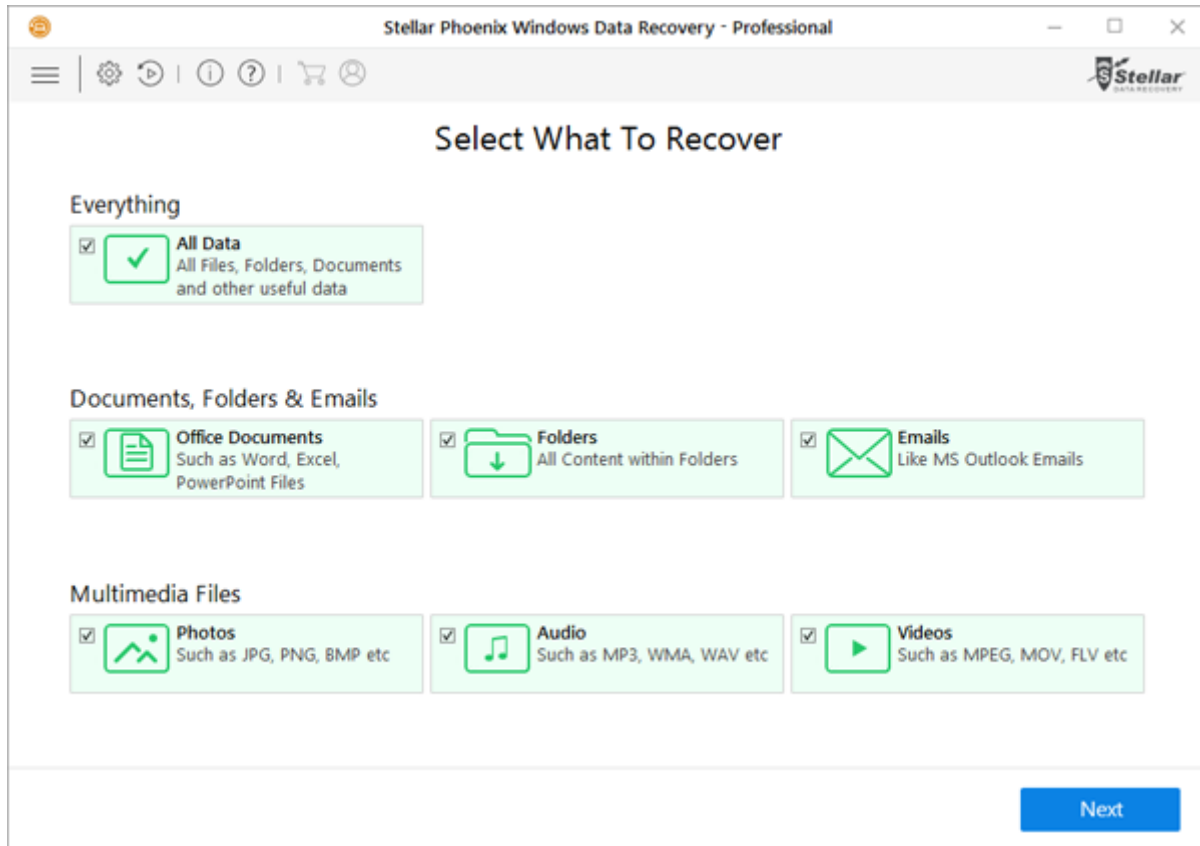 Stellar Phoenix Windows Data Recovery - Professional
Stellar
DATA RECOVERY
Select What To Recover
Everything
All Data
All Files, Folders, Documents
and other useful data
Documents, Folders & Emails
Office Documents
Such as Word, Excel,
PowerPoint Files
Folders
All Content within Folders
Emails
Like MS Outlook Emails
Multimedia Files
Photos
Such as JPG, PNG, BMP etc
Audio
Such as MP3, WMA, WAV etc
Videos
Such as MPEG, MOV, FLV etc
Next